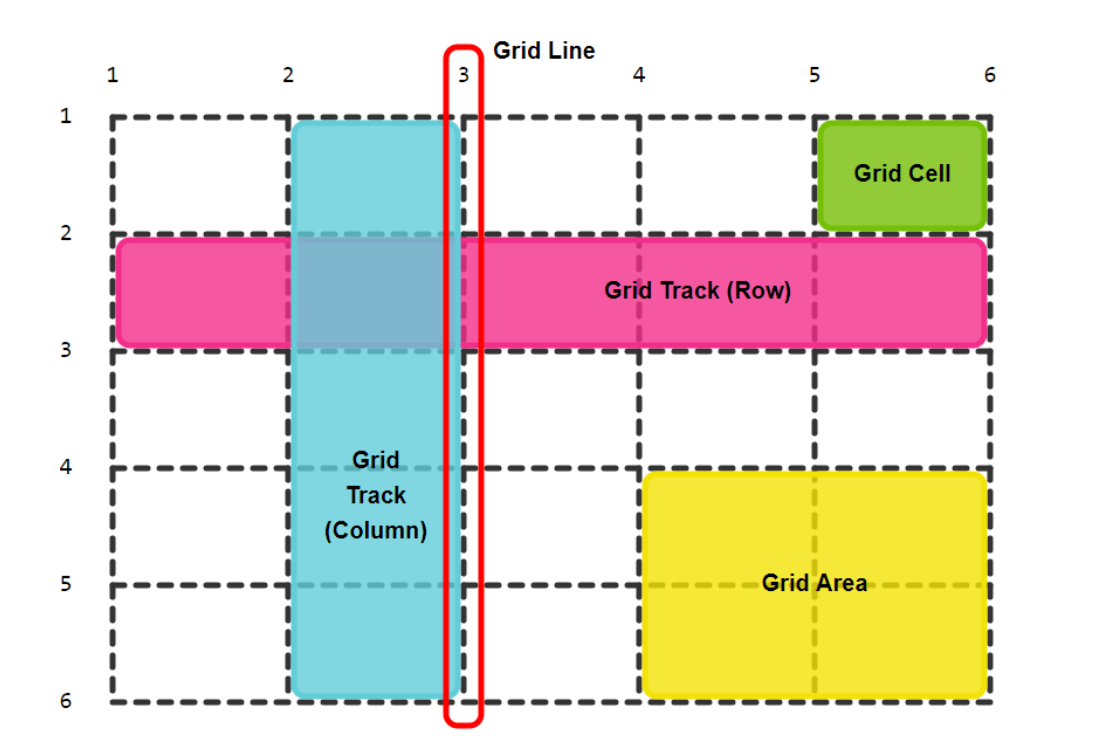 Grid Line
1 2 3 4 5 6
1
Grid Cell
2
Grid Track (Row)
3
4
Grid
Track
(Column)
5
Grid Area
6